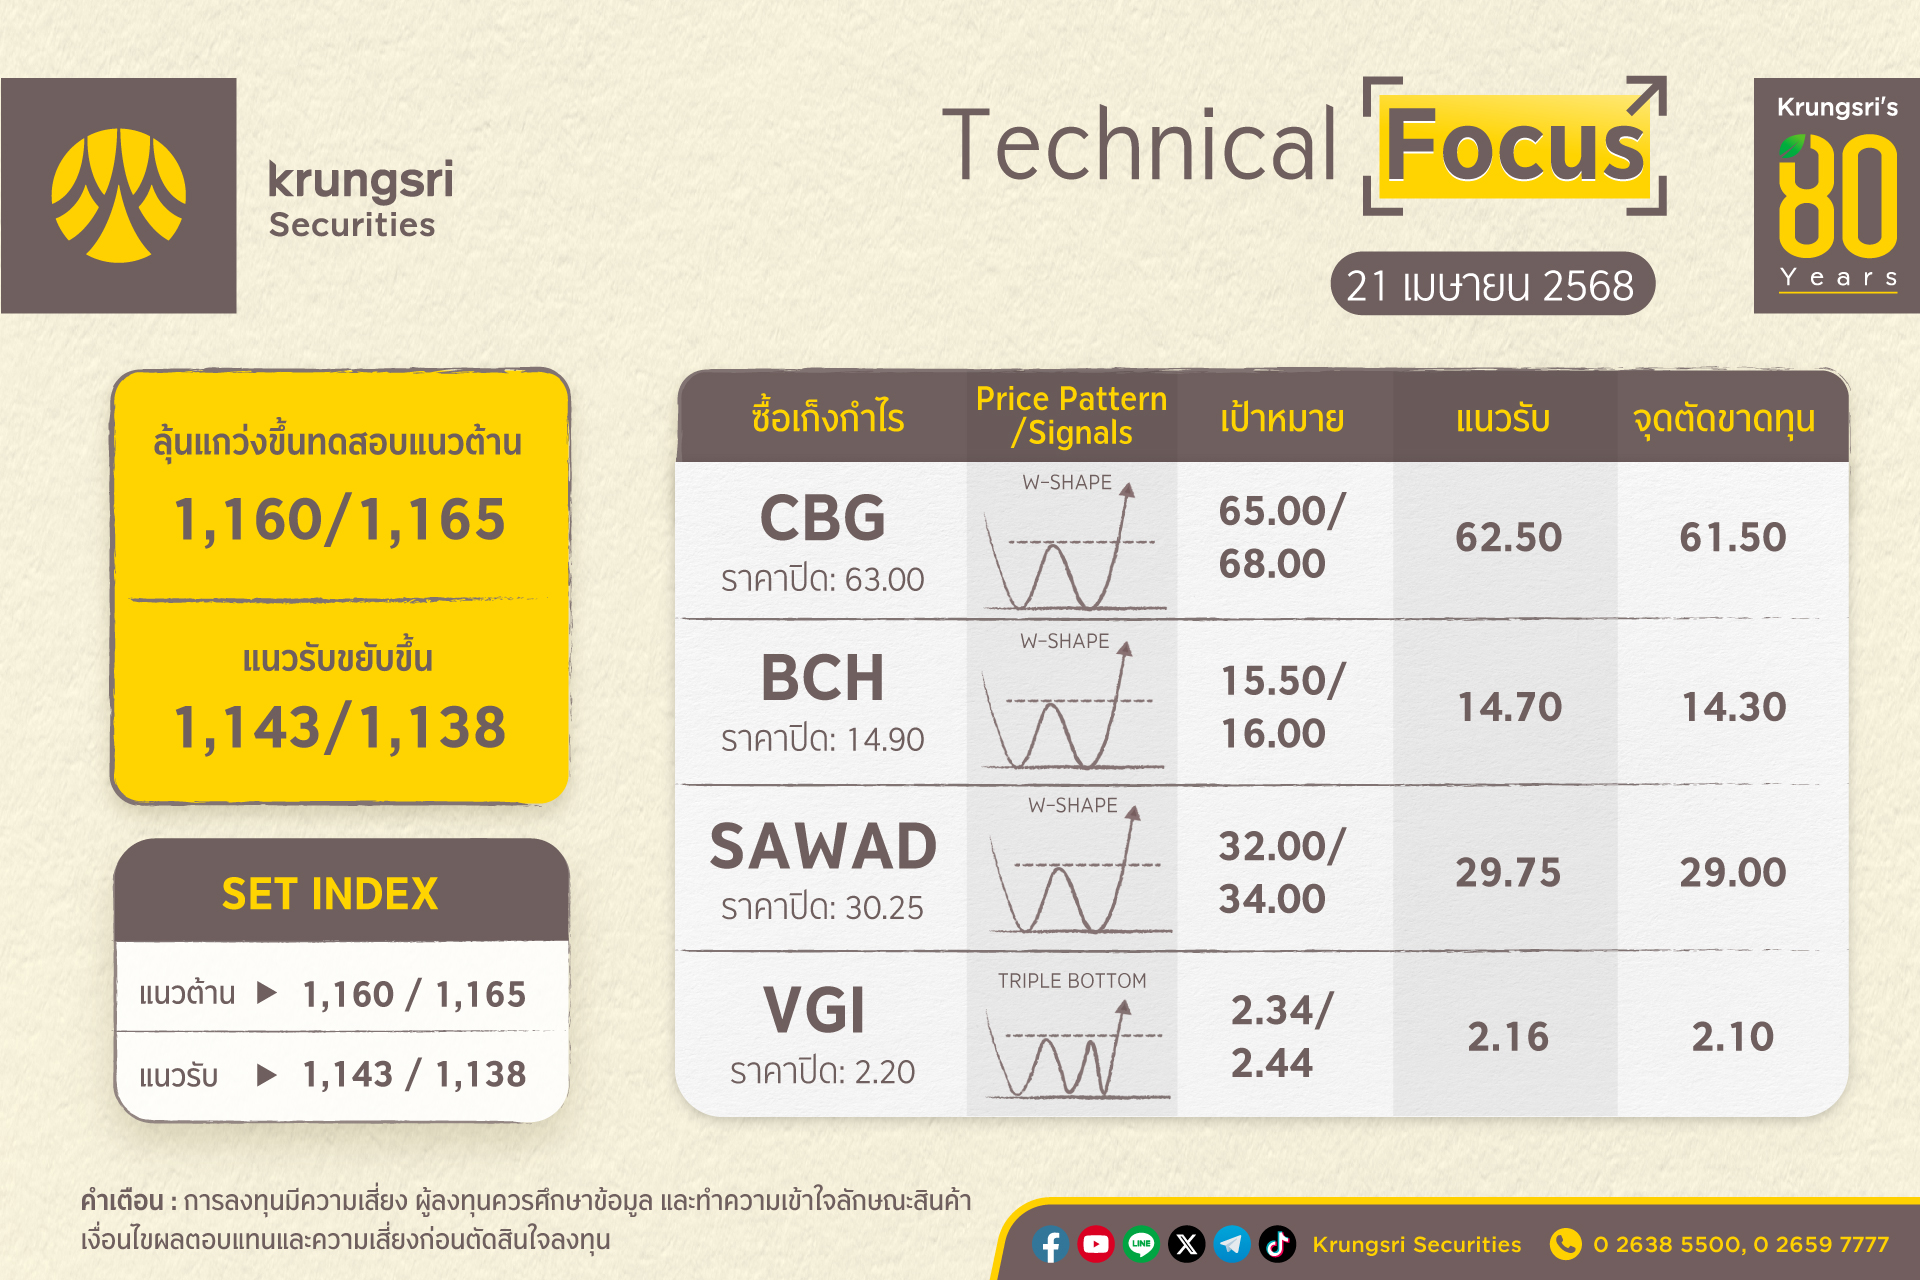 krungsri
Securities
Technical Focus
21 เมษายน 2568
Krungsri's
80
Years
ลุ้นแกว่งขึ้นทดสอบแนวต้าน
1,160/1,165
แนวรับขยับขึ้น
1,143/1,138
SET INDEX
แนวต้าน ▶ 1,160 / 1,165
แนวรับ ▶ 1,143 / 1,138
ซื้อเก็งกำไร
Price Pattern
/Signals
เป้าหมาย
แนวรับ
จุดตัดขาดทุน
CBG
ราคาปิด: 63.00
W-SHAPE
65.00/
68.00
62.50
61.50
BCH
ราคาปิด: 14.90
W-SHAPE
15.50/
16.00
14.70
14.30
SAWAD
ราคาปิด: 30.25
W-SHAPE
32.00/
34.00
29.75
29.00
VGI
ราคาปิด: 2.20
TRIPLE BOTTOM
2.34/
2.44
2.16
2.10
คำเตือน : การลงทุนมีความเสี่ยง ผู้ลงทุนควรศึกษาข้อมูล และทำความเข้าใจลักษณะสินค้า
เงื่อนไขผลตอบแทนและความเสี่ยงก่อนตัดสินใจลงทุน
LINE
Krungsri Securities
0 2638 5500, 0 2659 7777